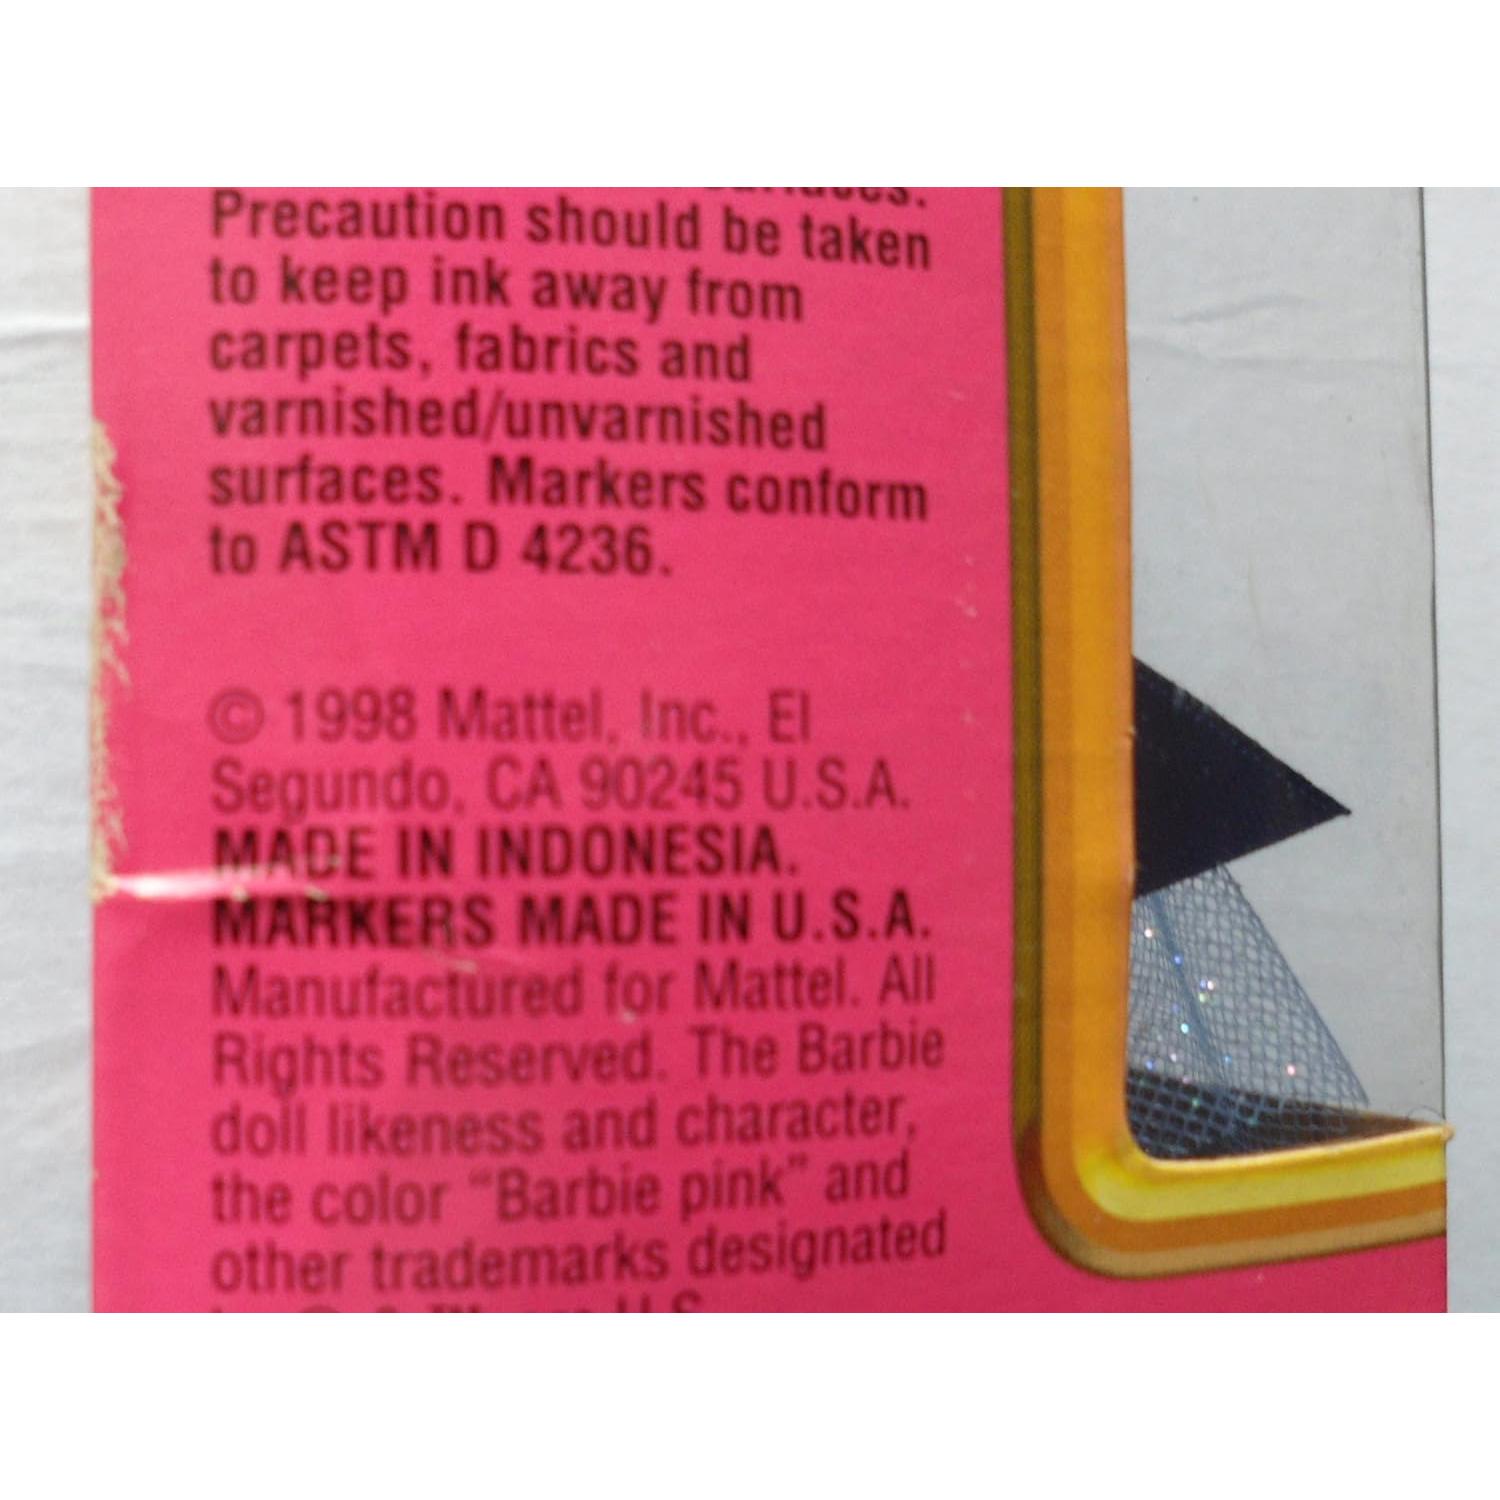 surfaces.
Precaution should be taken
to keep ink away from
carpets, fabrics and
varnished/unvarnished
surfaces. Markers conform
to ASTM D 4236.
© 1998 Mattel, Inc., El
Segundo, CA 90245 U.S.A.
MADE IN INDONESIA.
MARKERS MADE IN U.S.A.
Manufactured for Mattel. All
Rights Reserved. The Barbie
doll likeness and character,
the color "Barbie pink" and
other trademarks designated
U.S.